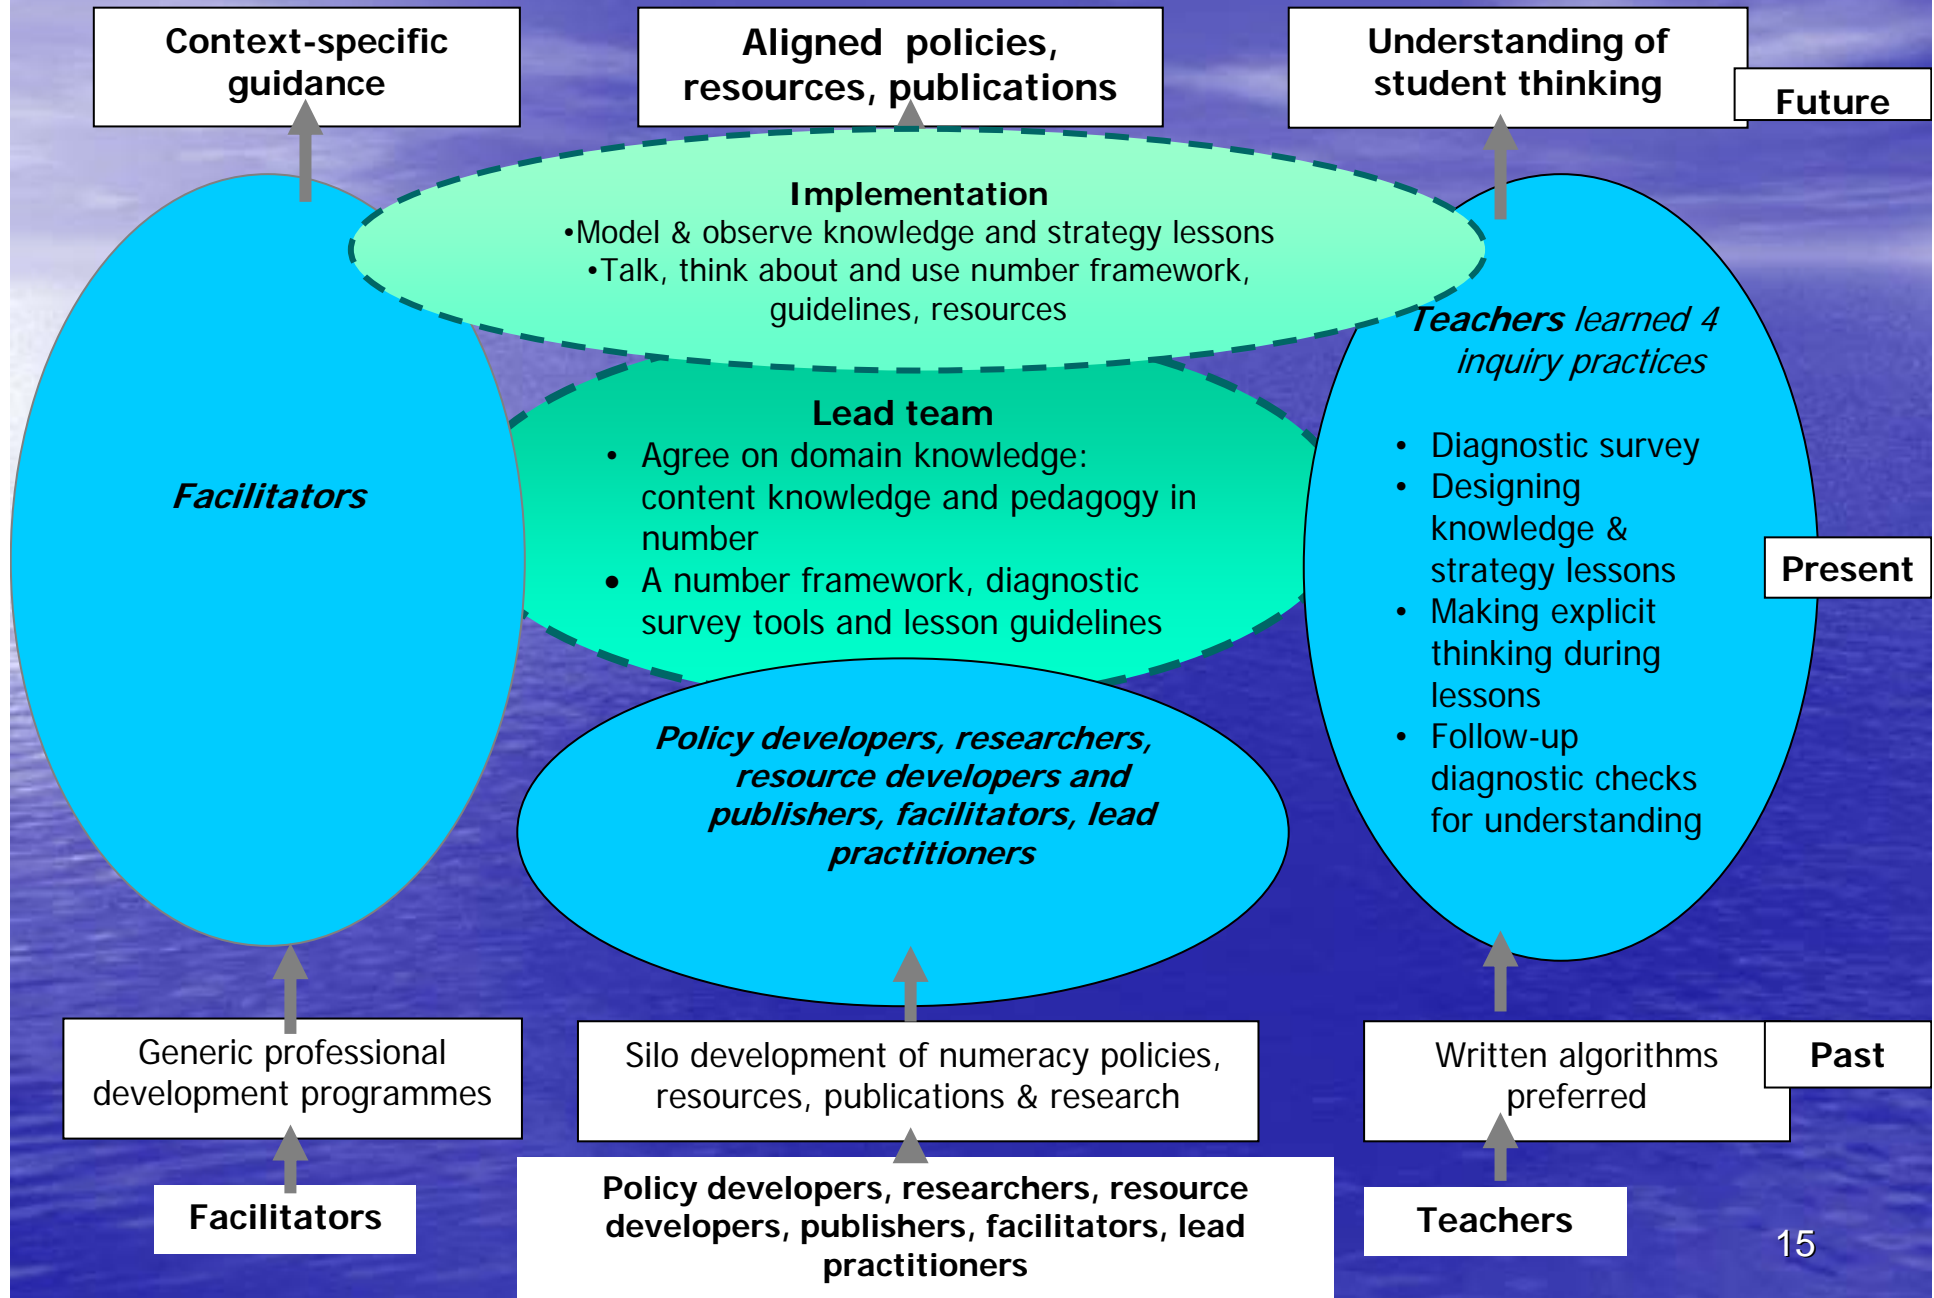 Context-specific
guidance
Aligned policies,
resources, publications
Understanding of
student thinking
Future
Implementation
•Model & observe knowledge and strategy lessons
•Talk, think about and use number framework,
guidelines, resources
Lead team
• Agree on domain knowledge:
content knowledge and pedagogy in
number
• A number framework, diagnostic
survey tools and lesson guidelines
Facilitators
Teachers learned 4
inquiry practices
• Diagnostic survey
• Designing
knowledge &
strategy lessons
• Making explicit
thinking during
lessons
• Follow-up
diagnostic checks
for understanding
Present
Policy developers, researchers,
resource developers and
publishers, facilitators, lead
practitioners
Generic professional
development programmes
Silo development of numeracy policies,
resources, publications & research
Written algorithms
preferred
Past
Facilitators
Policy developers, researchers, resource
developers, publishers, facilitators, lead
practitioners
Teachers
15